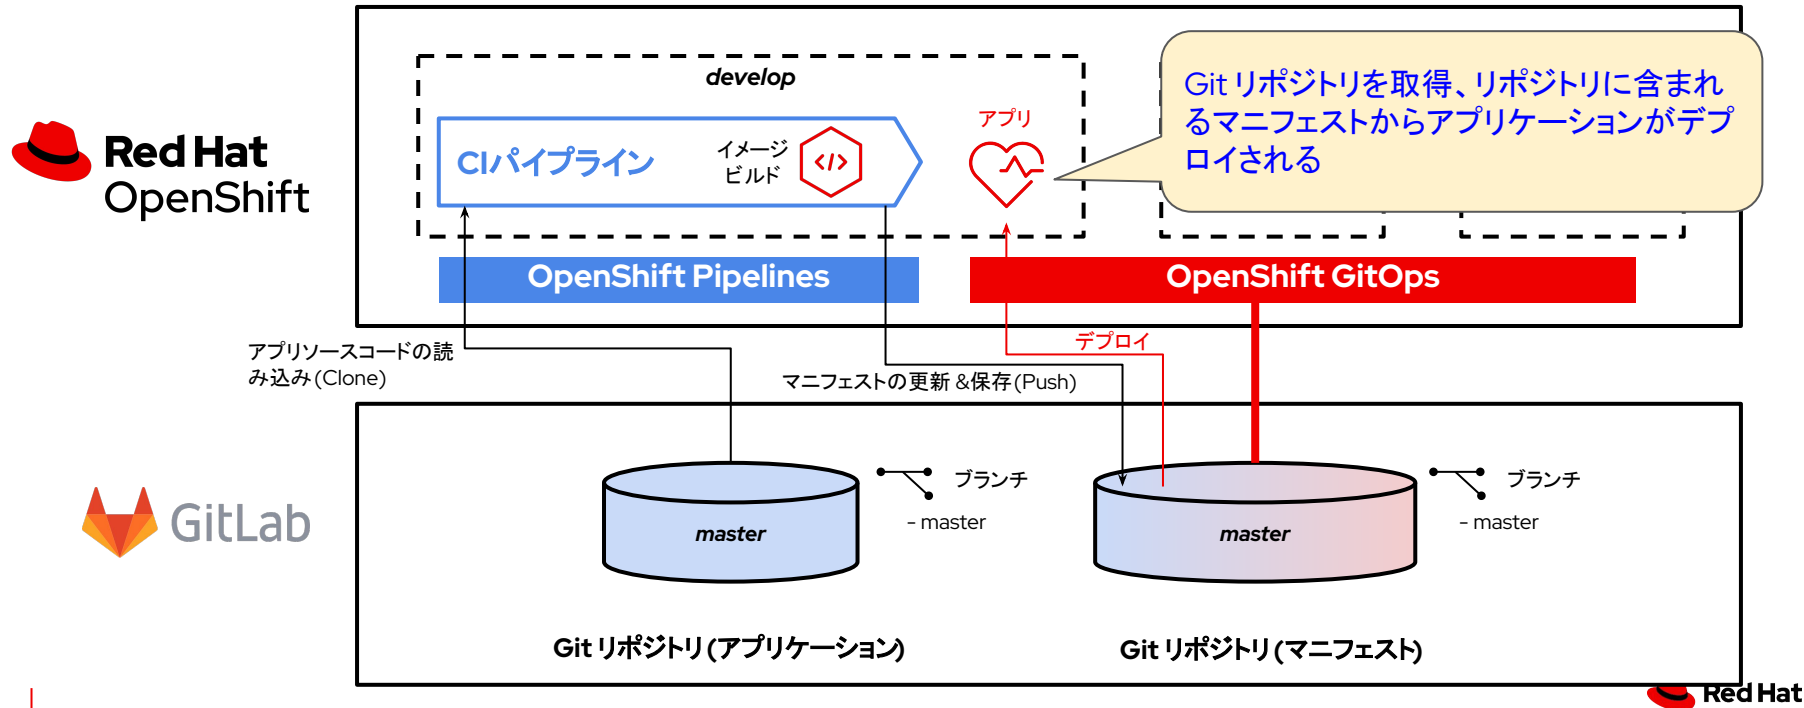 develop
Git リポジトリを取得、リポジトリに含まれ
るマニフェストからアプリケーションがデプ
ロイされる
Red Hat
OpenShift
CIパイプライン
イメージ
ビルド
</>
アプリ
OpenShift Pipelines
OpenShift GitOps
アプリソースコードの読
み込み(Clone)
デプロイ
マニフェストの更新 &保存(Push)
GitLab
master
ブランチ
- master
master
ブランチ
- master
Git リポジトリ(アプリケーション)
Git リポジトリ(マニフェスト)
Red Hat